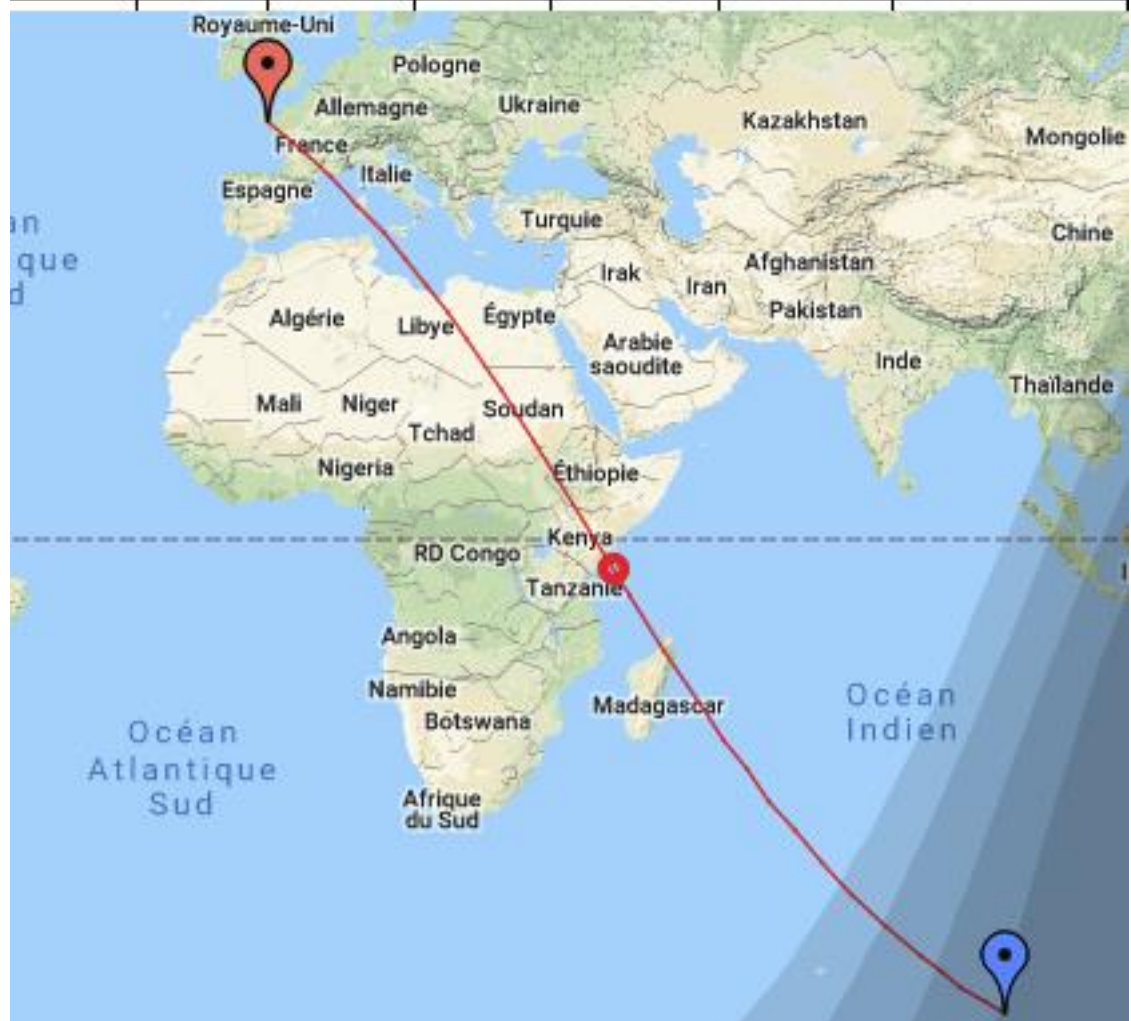 Royaume-Uni
Pologne
Allemagne
Ukraine
Kazakhstan
Mongolie
France
Italie
Espagne
Turquie
an
que
d
Chine
Afghanistan
Irak
Iran
Pakistan
Algérie
Libye
Égypte
Arabie
saoudite
Inde
Thaïlande
Mali
Niger
Soudan
Tchad
Nigeria
Éthiopie
Kenya
RD Congo
Tanzanie
Angola
Namibie
Madagascar
Botswana
Océan
Indien
Océan
Atlantique
Sud
Afrique
du Sud